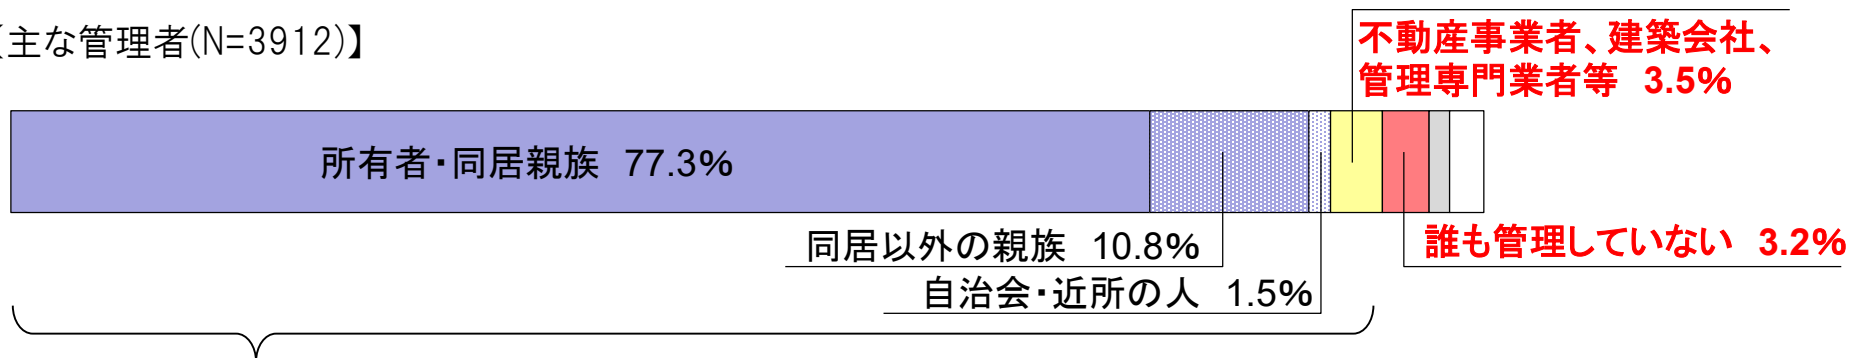 【主な管理者(N=3912)】
不動産事業者、建築会社、
管理専門業者等 3.5%
所有者・同居親族 77.3%
同居以外の親族 10.8%
誰も管理していない 3.2%
自治会・近所の人 1.5%